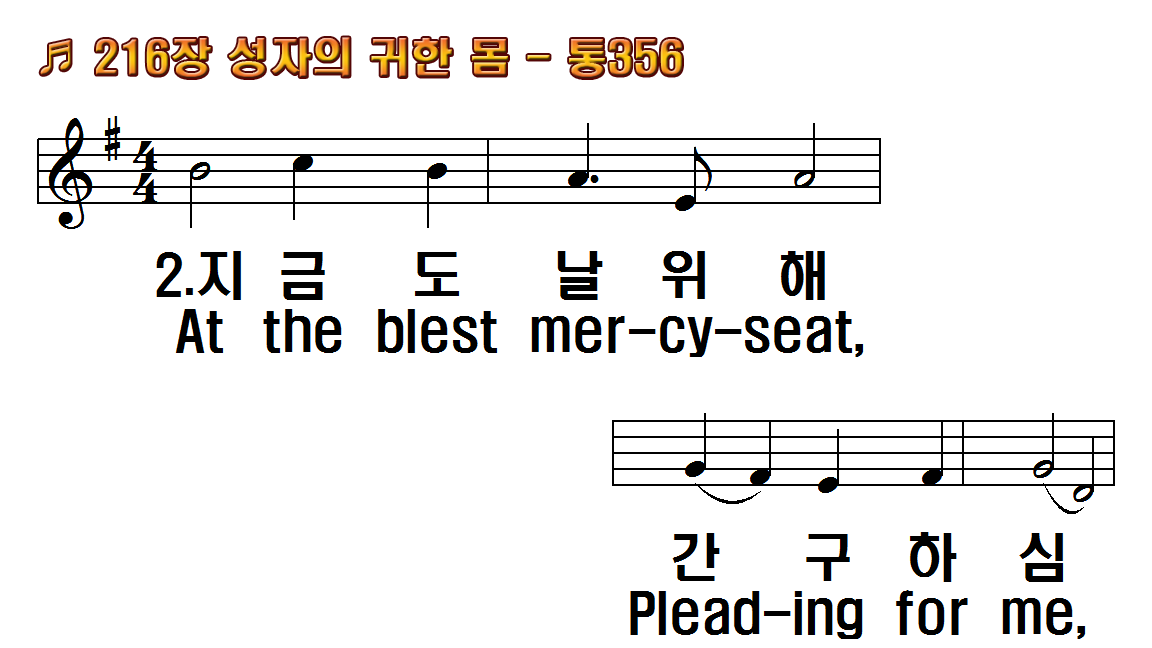 ♬ 216장 성자의 귀한 몸 - 통356
2.지 금 도 날 위 해
At the blest mer-cy-seat,
간 구 하 심
Plead-ing for me,